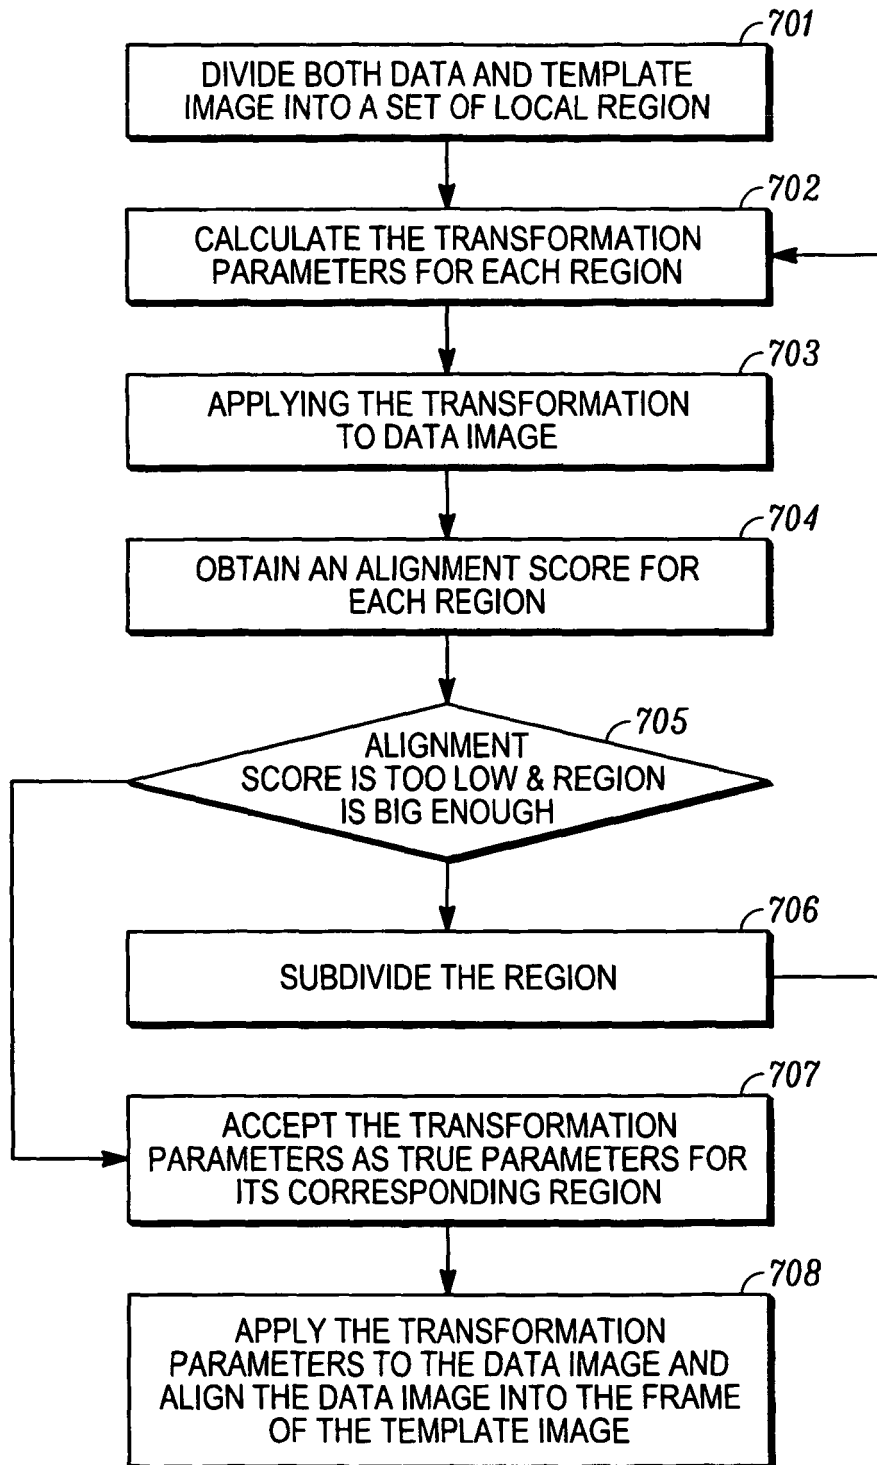 701
DIVIDE BOTH DATA AND TEMPLATE
IMAGE INTO A SET OF LOCAL REGION
702
CALCULATE THE TRANSFORMATION
PARAMETERS FOR EACH REGION
703
APPLYING THE TRANSFORMATION
TO DATA IMAGE
704
OBTAIN AN ALIGNMENT SCORE FOR
EACH REGION
705
ALIGNMENT
SCORE IS TOO LOW & REGION
IS BIG ENOUGH
706
SUBDIVIDE THE REGION
707
ACCEPT THE TRANSFORMATION
PARAMETERS AS TRUE PARAMETERS FOR
ITS CORRESPONDING REGION
708
APPLY THE TRANSFORMATION
PARAMETERS TO THE DATA IMAGE AND
ALIGN THE DATA IMAGE INTO THE FRAME
OF THE TEMPLATE IMAGE